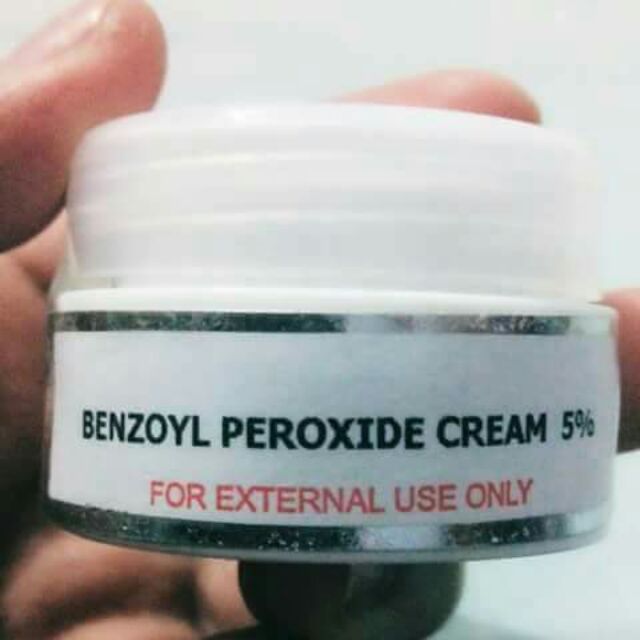 BENZOYL PEROXIDE CREAM 5%
FOR EXTERNAL USE ONLY